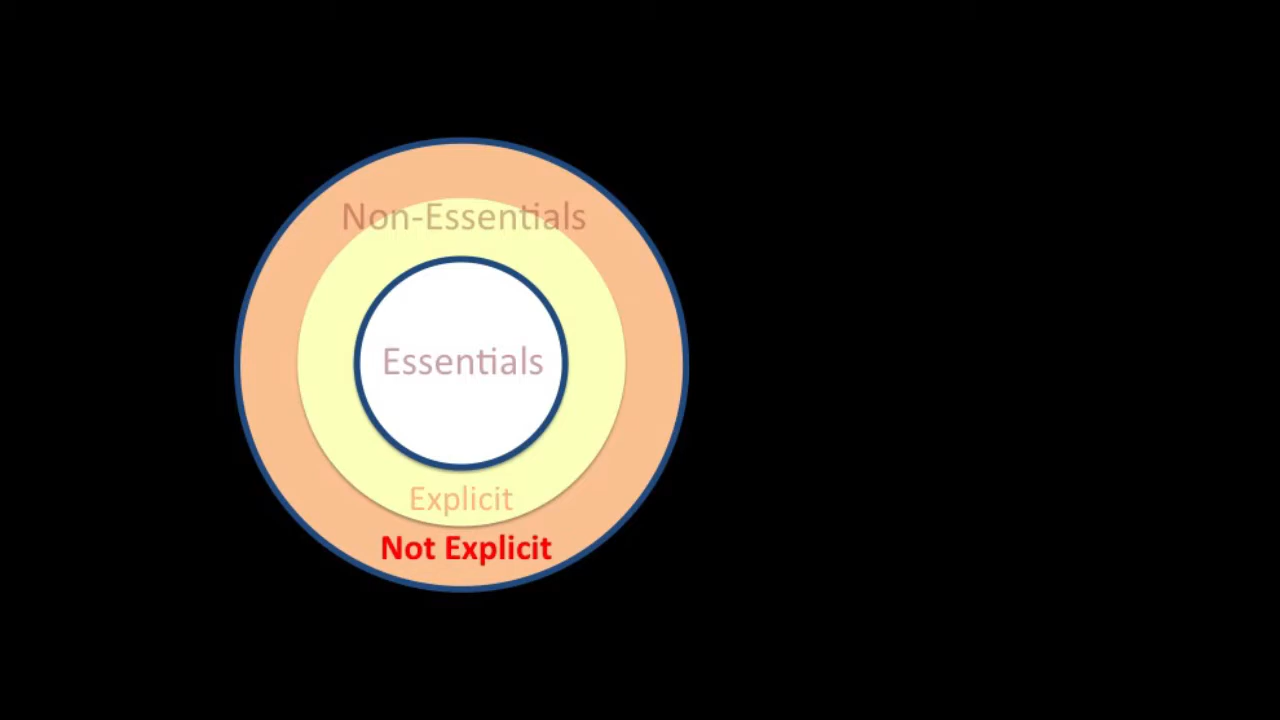 Non-Essentials
Essentials
Explicit
Not Explicit